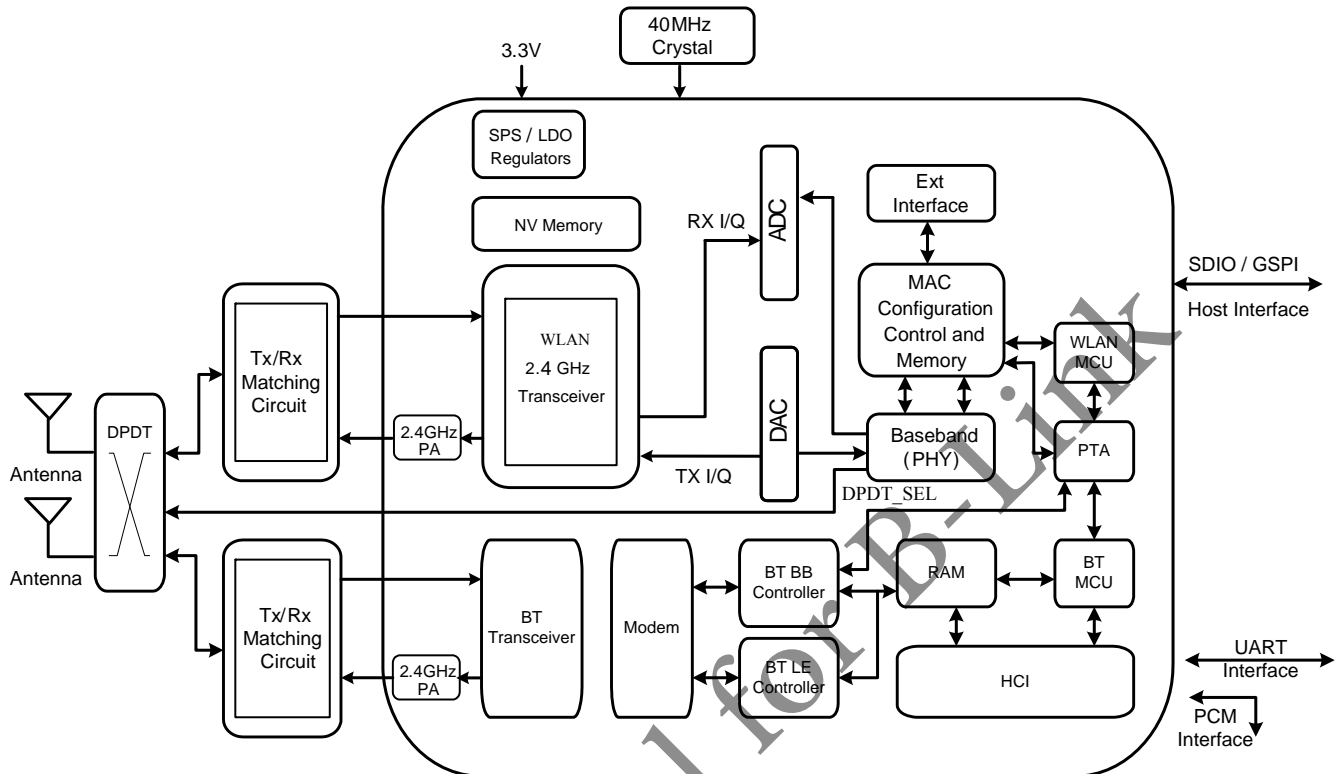 40MHz
Crystal
3.3V
SPS / LDO
Regulators
NV Memory
RX I/Q
ADC
Ext
Interface
SDIO / GSPI
Host Interface
MAC
Configuration
Control and
Memory
WLAN
MCU
Tx/Rx
Matching
Circuit
WLAN
2.4 GHz
Transceiver
DPDT
2.4GHz
PA
DAC
Baseband
(PHY)
PTA
Antenna
TX I/Q
DPDT_SEL
Antenna
Tx/Rx
Matching
Circuit
BT
Transceiver
Modem
BT BB
Controller
RAM
BT
MCU
2.4GHz
PA
BT LE
Controller
HCI
UART
Interface
PCM
Interface
l for B-Link